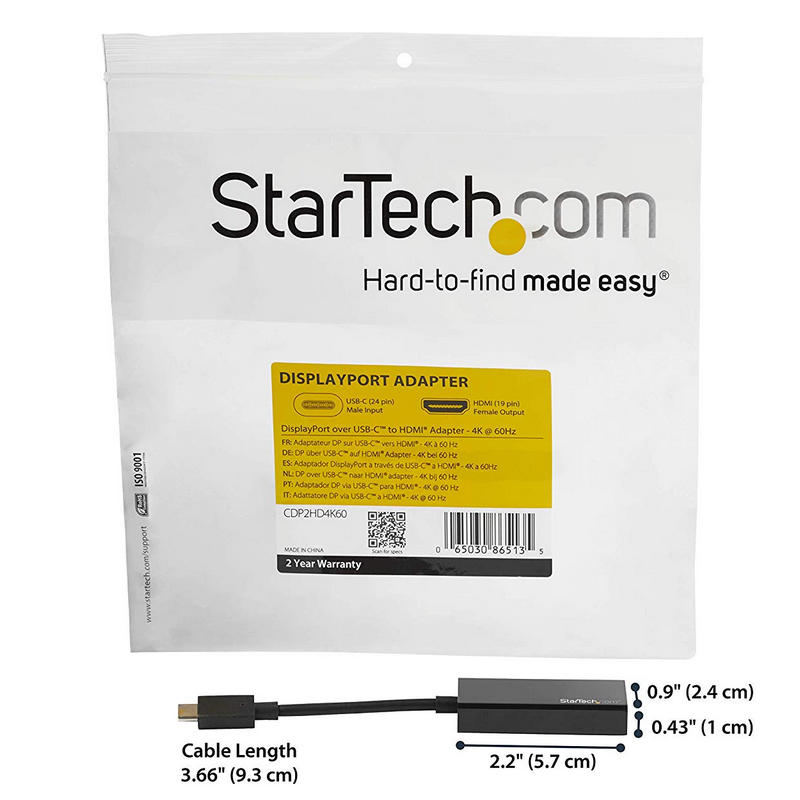 StarTech.com
Hard-to-find made easy®
DISPLAYPORT ADAPTER
USB-C (24 pin)
Male Input
HDMI (19 pin)
Female Output
DisplayPort over USB-C™ to HDMI® Adapter - 4K @ 60Hz
FR: Adaptateur DP sur USB-C™ vers HDMI® - 4K à 60 Hz
DE: DP über USB-C™ auf HDMI® Adapter - 4K bei 60 Hz
ES: Adaptador DisplayPort a través de USB-C™ a HDMI® - 4K a 60Hz
NL: DP over USB-C™ naar HDMI® adapter - 4K bij 60 Hz
PT: Adaptador DP via USB-C™ para HDMI® - 4K @ 60 Hz
IT: Adattatore DP via USB-C™ a HDMI® - 4K @ 60 Hz
CDP2HD4K60
MADE IN CHINA
Scan for specs
0 65030 86513 5
2 Year Warranty
www.startech.com/support
ISO 9001
StarTech.com
0.9" (2.4 cm)
0.43" (1 cm)
2.2" (5.7 cm)
Cable Length
3.66" (9.3 cm)